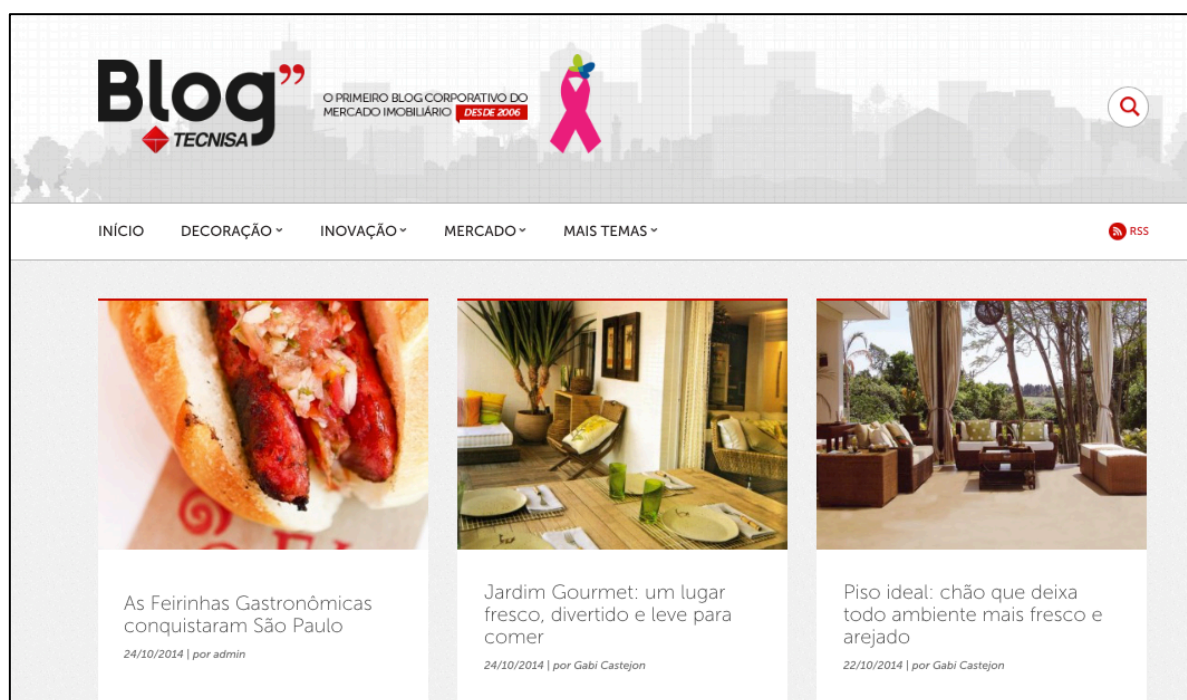 Blog”
TECNISA
O PRIMEIRO BLOG CORPORATIVO DO
MERCADO IMOBILIÁRIO DESDE 2006
INÍCIO DECORAÇÃO INOVAÇÃO MERCADO MAIS TEMAS RSS
As Feirinhas Gastronômicas
conquistaram São Paulo
24/10/2014 | por admin
Jardim Gourmet: um lugar
fresco, divertido e leve para
comer
24/10/2014 | por Gabi Castejon
Piso ideal: chão que deixa
todo ambiente mais fresco e
arejado
22/10/2014 | por Gabi Castejon